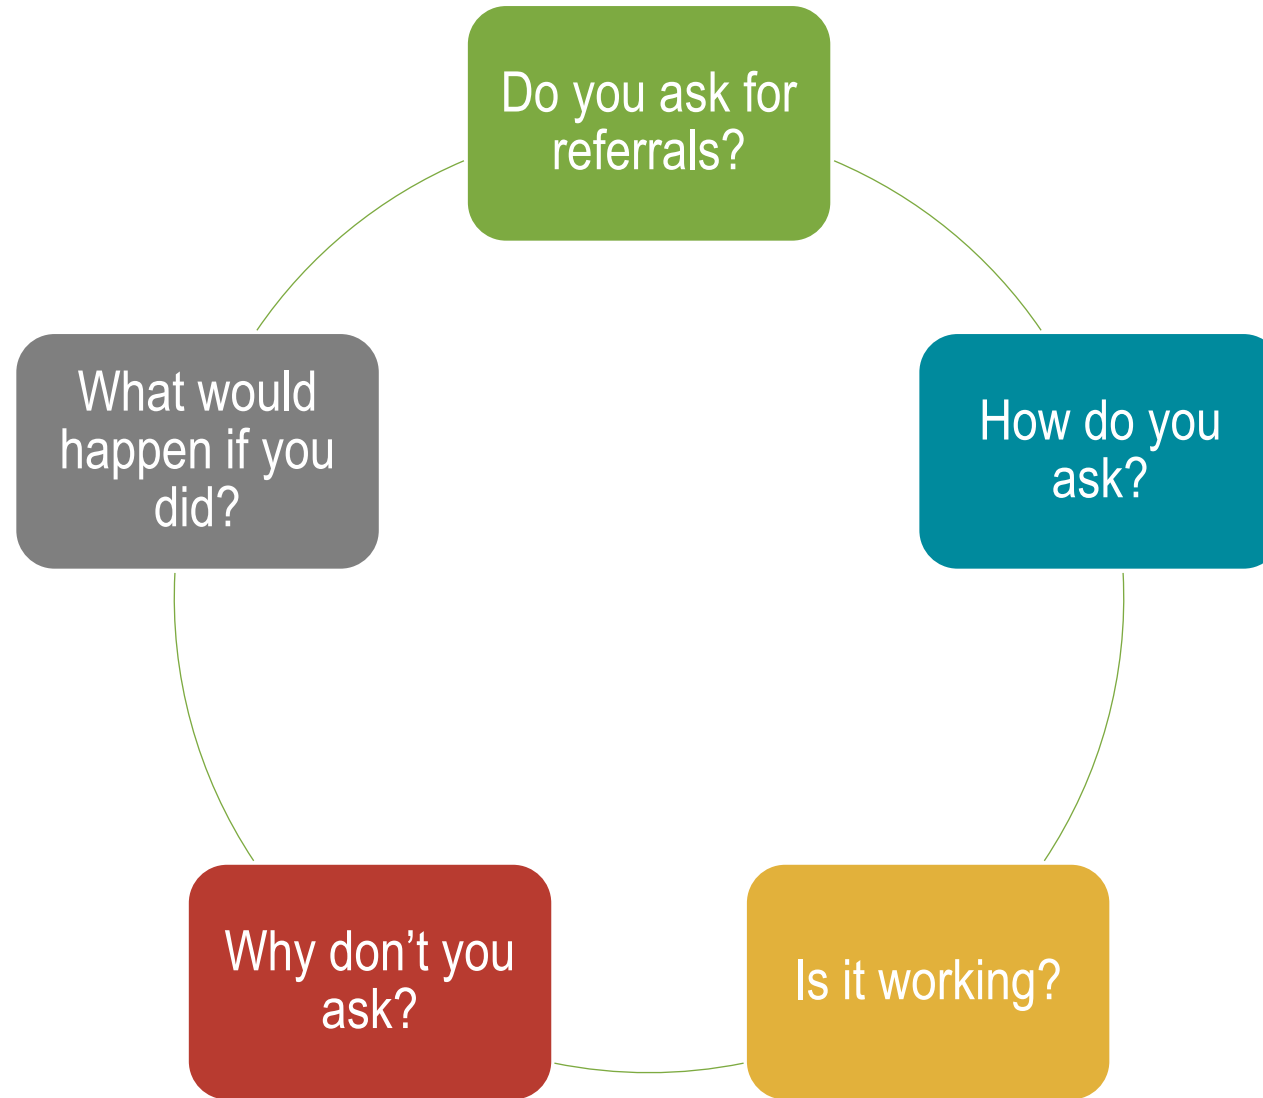 Do you ask for
referrals?
How do you
ask?
Is it working?
Why don’t you
ask?
What would
happen if you
did?